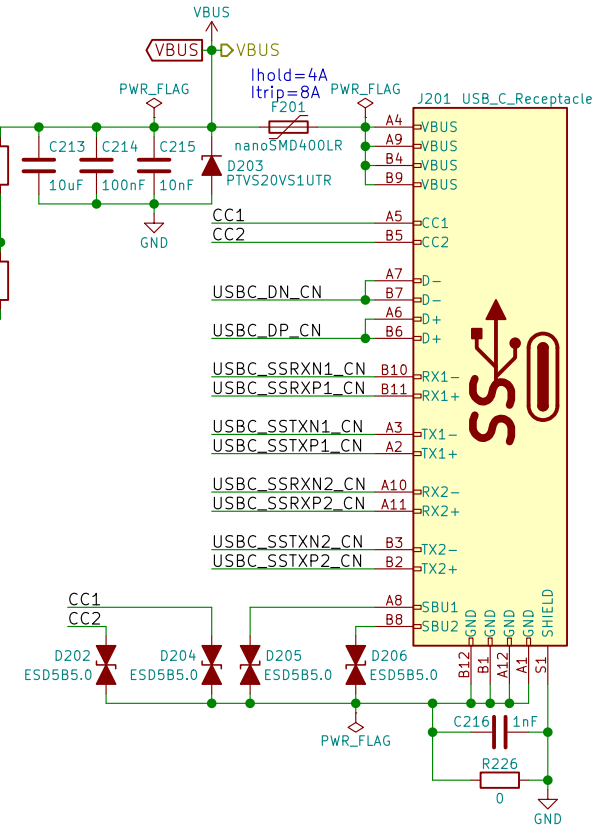 VBUS
VBUS
VBUS
Ihold=4A
Itrip=8A
PWR_FLAG
F201
PWR_FLAG
J201 USB_C_Receptacle
nanoSMD400LR
A4 VBUS
A9 VBUS
B4 VBUS
B9 VBUS
C213
10uF
C214
100nF
C215
10nF
D203
PTVS20VS1UTR
GND
CC1 A5 CC1
CC2 B5 CC2
A7 D-
USBC_DN_CN B7 D-
A6 D+
USBC_DP_CN B6 D+
USBC_SSRXN1_CN B10 RX1-
USBC_SSRXP1_CN B11 RX1+
USBC_SSTXN1_CN A3 TX1-
USBC_SSTXP1_CN A2 TX1+
USBC_SSRXN2_CN A10 RX2-
USBC_SSRXP2_CN A11 RX2+
USBC_SSTXN2_CN B3 TX2-
USBC_SSTXP2_CN B2 TX2+
SS
CC1
CC2
A8 SBU1
B8 SBU2
GND
GND
GND
GND
SHIELD
B12
B1
A12
A1
S1
D202
ESD5B5.0
D204
ESD5B5.0
D205
ESD5B5.0
D206
ESD5B5.0
PWR_FLAG
C216 1nF
R226
0
GND